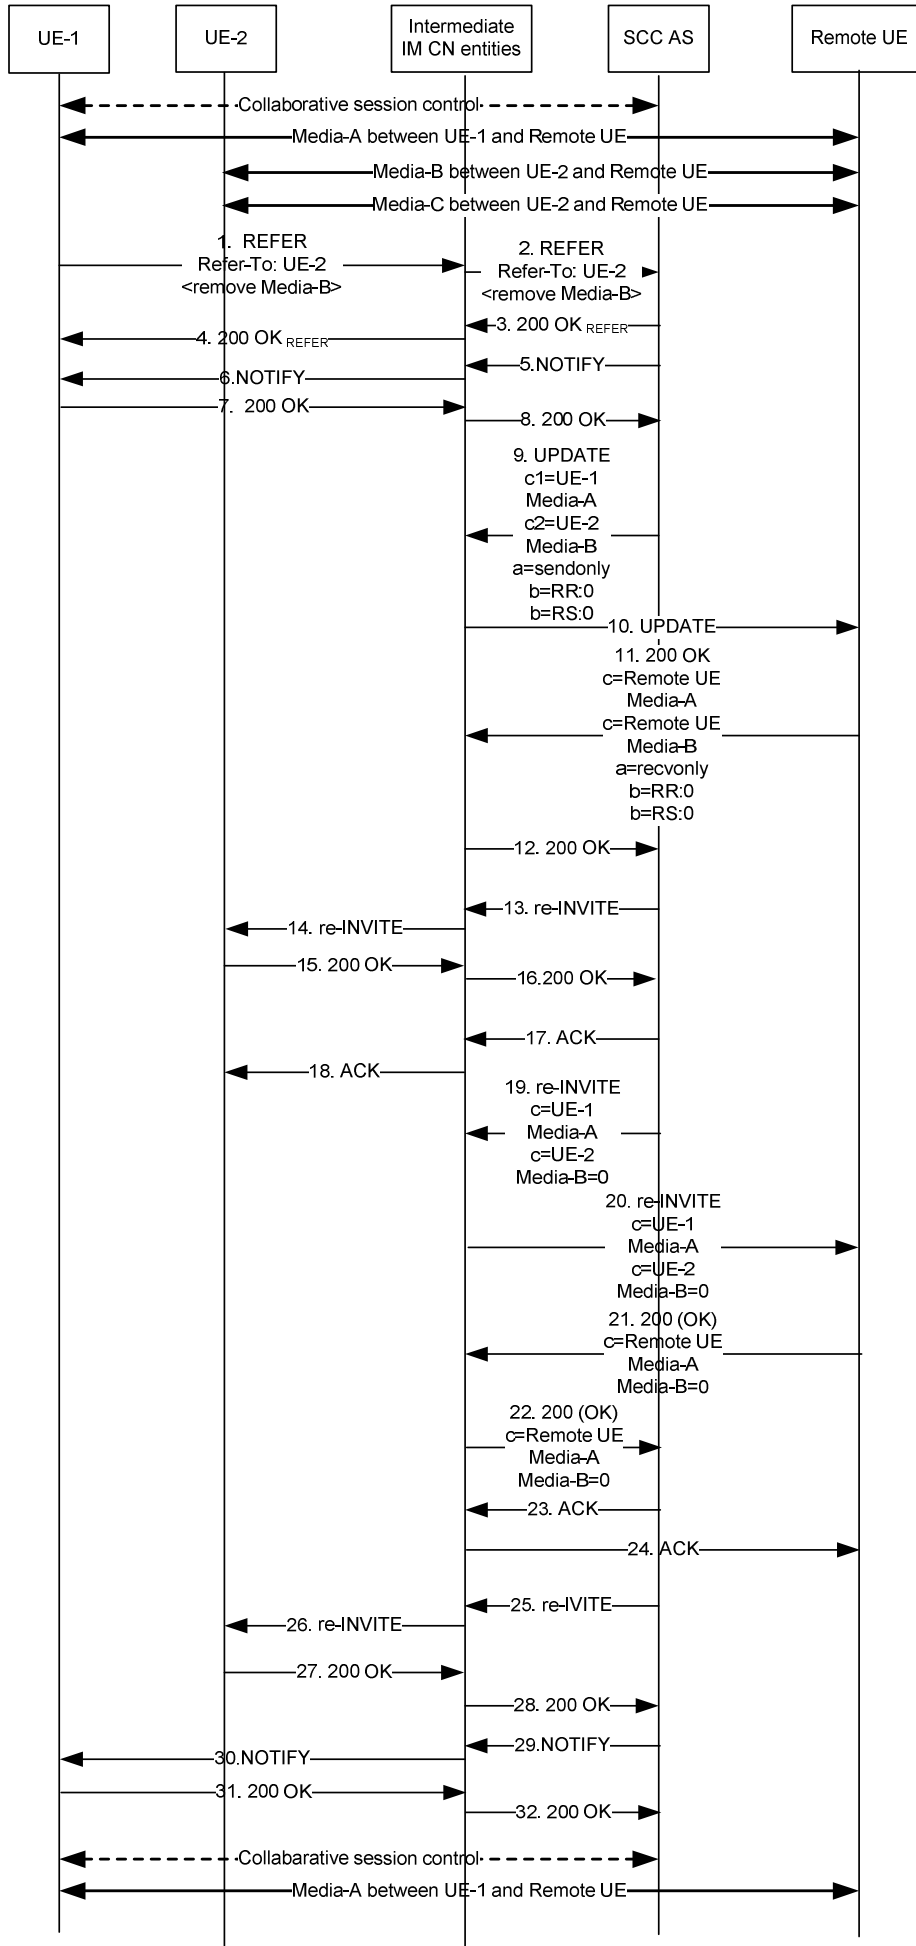 UE-1
UE-2
Intermediate
IM CN entities
SCC AS
Remote UE
Collaborative session control
Media-A between UE-1 and Remote UE
Media-B between UE-2 and Remote UE
Media-C between UE-2 and Remote UE
1. REFER
Refer-To: UE-2
<remove Media-B>
2. REFER
Refer-To: UE-2
<remove Media-B>
3. 200 OK REFER
4. 200 OK REFER
5.NOTIFY
6.NOTIFY
7. 200 OK
8. 200 OK
9. UPDATE
c1=UE-1
Media-A
c2=UE-2
Media-B
a=sendonly
b=RR:0
b=RS:0
10. UPDATE
11. 200 OK
c=Remote UE
Media-A
c=Remote UE
Media-B
a=recvonly
b=RR:0
b=RS:0
12. 200 OK
13. re-INVITE
14. re-INVITE
15. 200 OK
16.200 OK
17. ACK
18. ACK
19. re-INVITE
c=UE-1
Media-A
c=UE-2
Media-B=0
20. re-INVITE
c=UE-1
Media-A
c=UE-2
Media-B=0
21. 200 (OK)
c=Remote UE
Media-A
Media-B=0
22. 200 (OK)
c=Remote UE
Media-A
Media-B=0
23. ACK
24. ACK
25. re-IVITE
26. re-INVITE
27. 200 OK
28. 200 OK
29.NOTIFY
30.NOTIFY
31. 200 OK
32. 200 OK
Collabarative session control
Media-A between UE-1 and Remote UE